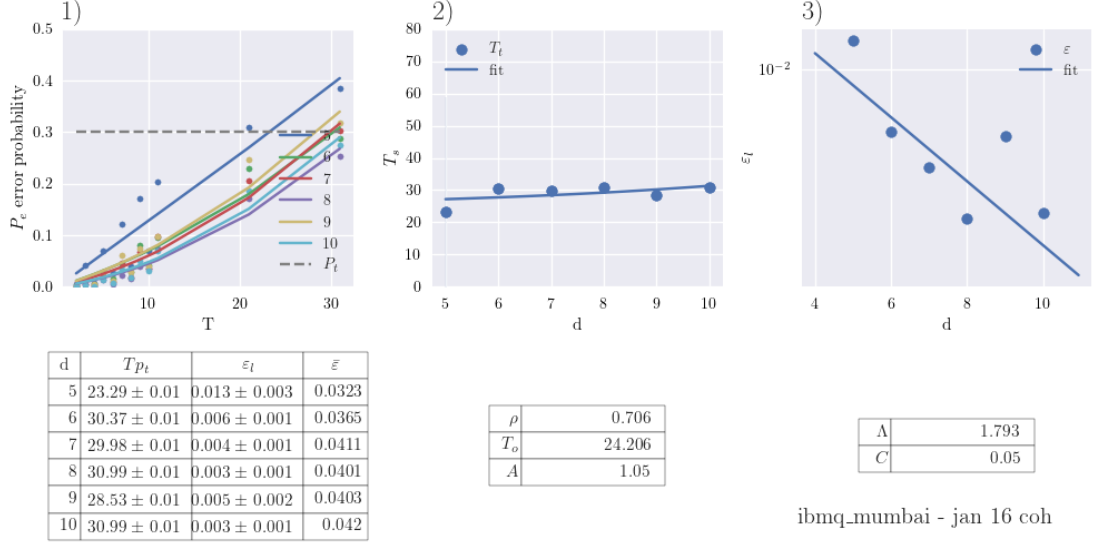 1)
0.5
0.4
0.3
0.2
0.1
0.0
P_e error probability
10 20 30
T
5
6
7
8
9
10
P_t
2)
80
70
60
50
40
30
20
10
0
T_s
T_t
fit
5 6 7 8 9 10
d
3)
10^{-2}
ε_l
ε
fit
4 6 8 10
d
d Tp_t ε_l ε̄
5 23.29 ± 0.01 0.013 ± 0.003 0.0323
6 30.37 ± 0.01 0.006 ± 0.001 0.0365
7 29.98 ± 0.01 0.004 ± 0.001 0.0411
8 30.99 ± 0.01 0.003 ± 0.001 0.0401
9 28.53 ± 0.01 0.005 ± 0.002 0.0403
10 30.99 ± 0.01 0.003 ± 0.001 0.042
ρ 0.706
T_o 24.206
A 1.05
Λ 1.793
C 0.05
ibmq_mumbai - jan 16 coh